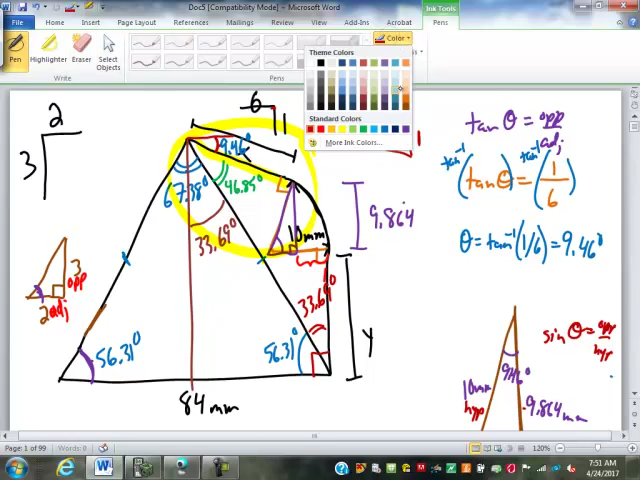 Doc5 [Compatibility Mode] - Microsoft Word
Ink Tools
File
Home
Insert
Page Layout
References
Mailings
Review
View
Add-Ins
Acrobat
Pens
Pen
Highlighter
Eraser
Select Objects
Write
Color
Theme Colors
Standard Colors
More Ink Colors...
2
3
6
1
9.46°
67.38°
46.85°
33.69°
10mm
9.864
33.69°
y
3
opp
2
adj
56.31°
56.31°
84 mm
tan θ = opp
adj
tan⁻¹
tan⁻¹
(tan θ) = (1
6)
θ = tan⁻¹(1/6) = 9.46°
sin θ = opp
hyr
9.46°
10mm
hyp
9.864 mm
Page: 1 of 99
120%
7:51 AM
4/24/2017